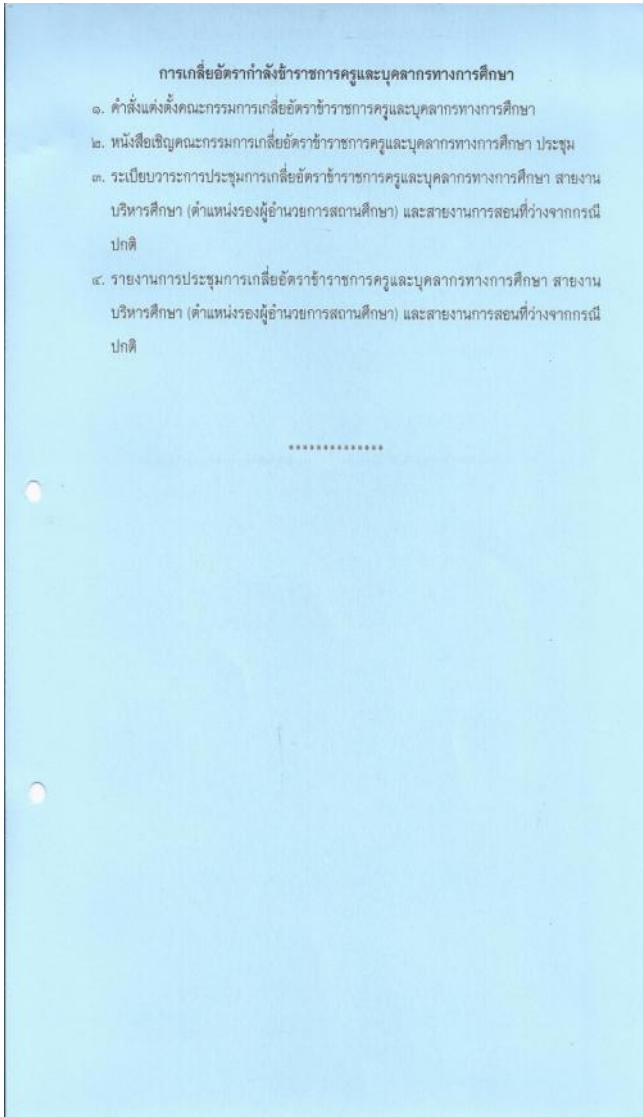 การเกลี่ยอัตรากำลังข้าราชการครูและบุคลากรทางการศึกษา
๑. คำสั่งแต่งตั้งคณะกรรมการเกลี่ยอัตราข้าราชการครูและบุคลากรทางการศึกษา
๒. หนังสือเชิญคณะกรรมการเกลี่ยอัตราข้าราชการครูและบุคลากรทางการศึกษา ประชุม
๓. ระเบียบวาระการประชุมการเกลี่ยอัตราข้าราชการครูและบุคลากรทางการศึกษา สายงาน
บริหารศึกษา (ตำแหน่งรองผู้อำนวยการสถานศึกษา) และสายงานการสอนที่ว่างจากกรณี
ปกติ
๔. รายงานการประชุมการเกลี่ยอัตราข้าราชการครูและบุคลากรทางการศึกษา สายงาน
บริหารศึกษา (ตำแหน่งรองผู้อำนวยการสถานศึกษา) และสายงานการสอนที่ว่างจากกรณี
ปกติ
**************